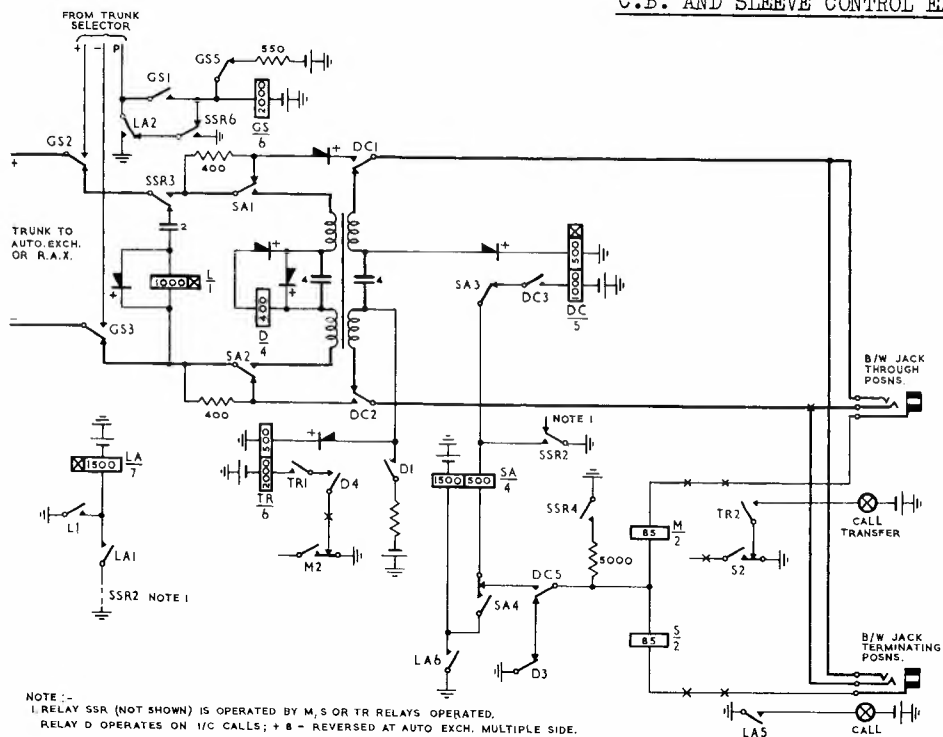 C.B. AND SLEEVE CONTROL
FROM TRUNK
SELECTOR
+ − P
GS1
GS5
550
2000
GS
6
LA2
SSR6
GS2
+
400
+
DC1
SSR3
SA1
2
TRUNK TO
AUTO. EXCH.
OR R.A.X.
+
1000
L
1
+
4
4
400
D
4
+
+
500
1000
DC
5
SA3
DC3
−
GS3
SA2
400
DC2
B/W JACK
THROUGH
POSNS.
NOTE 1
SSR2
1500
LA
7
L1
LA1
SSR2 NOTE 1
+
500
2000
TR
6
TR1
D4
D1
M2
1500
500
SA
4
SSR4
5000
85
M
2
TR2
CALL
TRANSFER
S2
DC5
SA4
85
S
2
LA6
D3
B/W JACK
TERMINATING
POSNS.
LA5
CALL
NOTE :-
1. RELAY SSR (NOT SHOWN) IS OPERATED BY M, S OR TR RELAYS OPERATED.
RELAY D OPERATES ON I/C CALLS; + & − REVERSED AT AUTO EXCH. MULTIPLE SIDE.